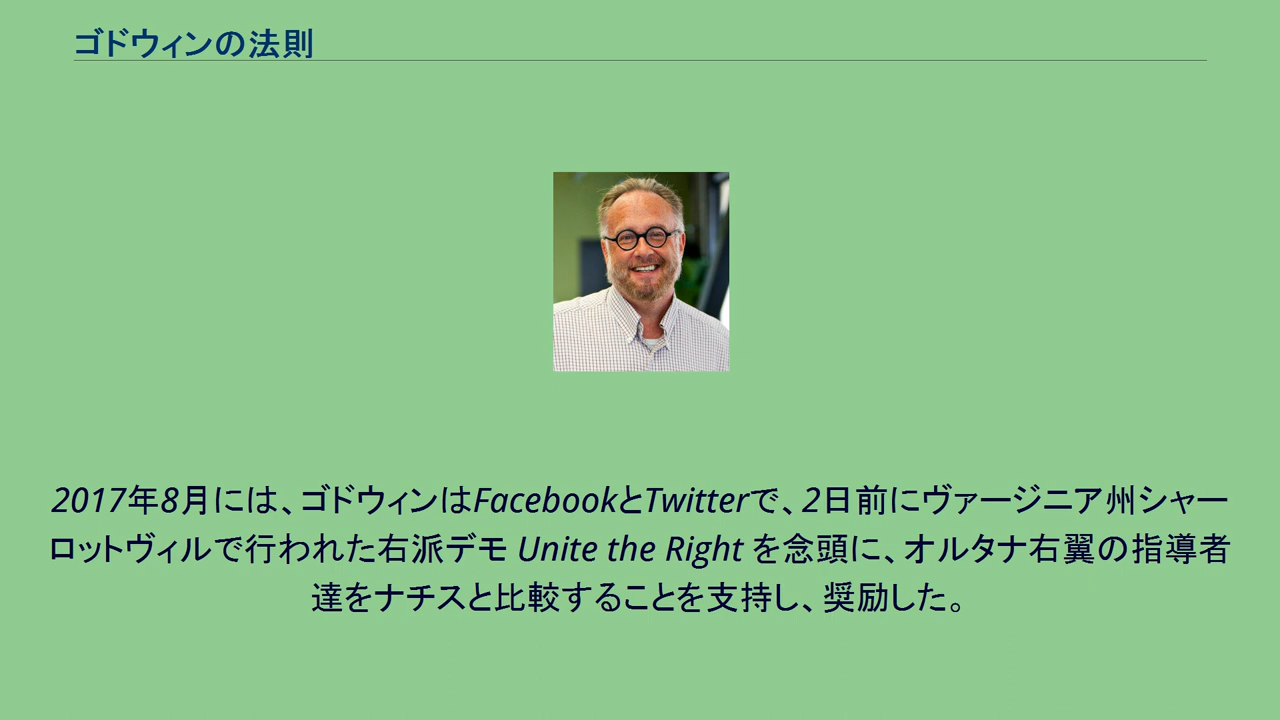 ゴドウィンの法則
2017年8月には、ゴドウィンはFacebookとTwitterで、2日前にヴァージニア州シャー
ロットヴィルで行われた右派デモ Unite the Right を念頭に、オルタナ右翼の指導者
達をナチスと比較することを支持し、奨励した。